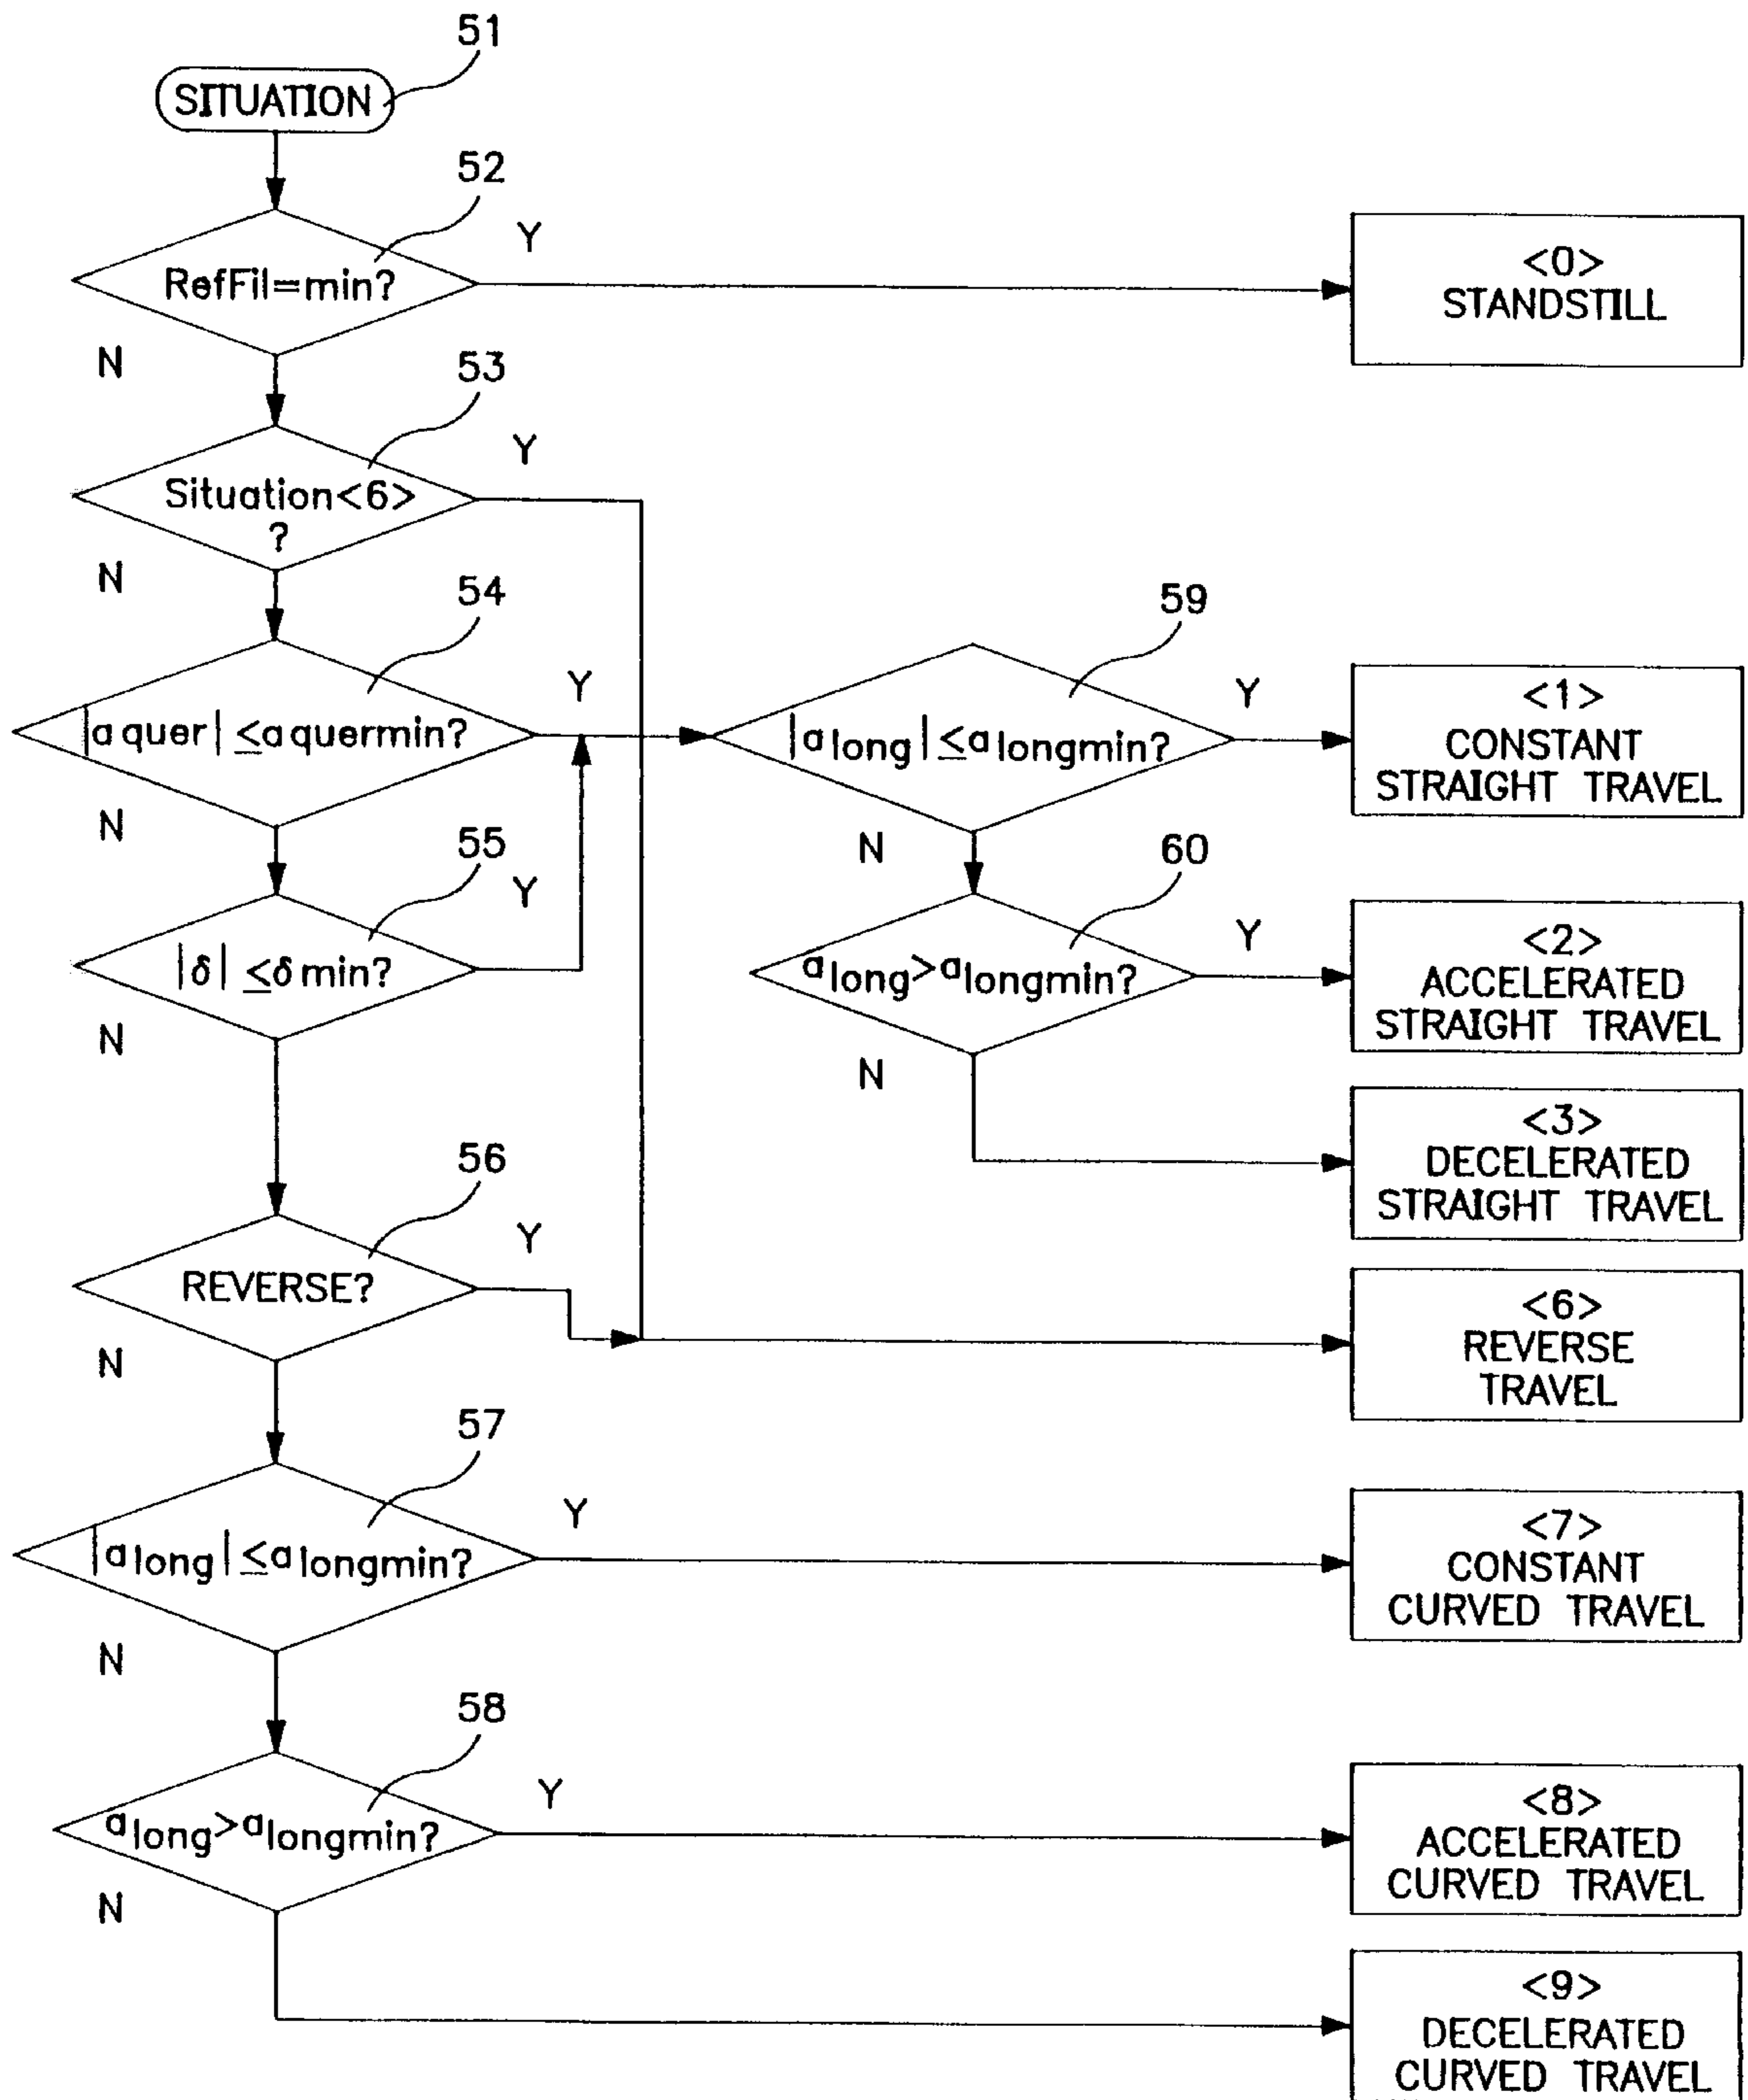 51
SITUATION
52
Y
RefFil=min?
<0>
STANDSTILL
N
53
Y
Situation<6>
?
N
54
Y
|a quer| ≤a quermin?
59
Y
|a long| ≤a longmin?
<1>
CONSTANT
STRAIGHT TRAVEL
N
N
55
Y
|δ| ≤δ min?
60
Y
a long>a longmin?
<2>
ACCELERATED
STRAIGHT TRAVEL
N
N
<3>
DECELERATED
STRAIGHT TRAVEL
56
Y
REVERSE?
<6>
REVERSE
TRAVEL
N
57
Y
|a long| ≤a longmin?
<7>
CONSTANT
CURVED TRAVEL
N
58
Y
a long>a longmin?
<8>
ACCELERATED
CURVED TRAVEL
N
<9>
DECELERATED
CURVED TRAVEL